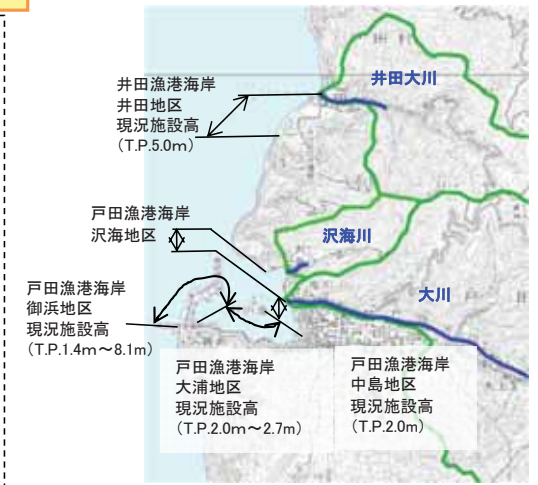 井田漁港海岸
井田地区
現況施設高
(T.P.5.0m)
井田大川
戸田漁港海岸
沢海地区
沢海川
大川
戸田漁港海岸
御浜地区
現況施設高
(T.P.1.4m～8.1m)
戸田漁港海岸
大浦地区
現況施設高
(T.P.2.0m～2.7m)
戸田漁港海岸
中島地区
現況施設高
(T.P.2.0m)